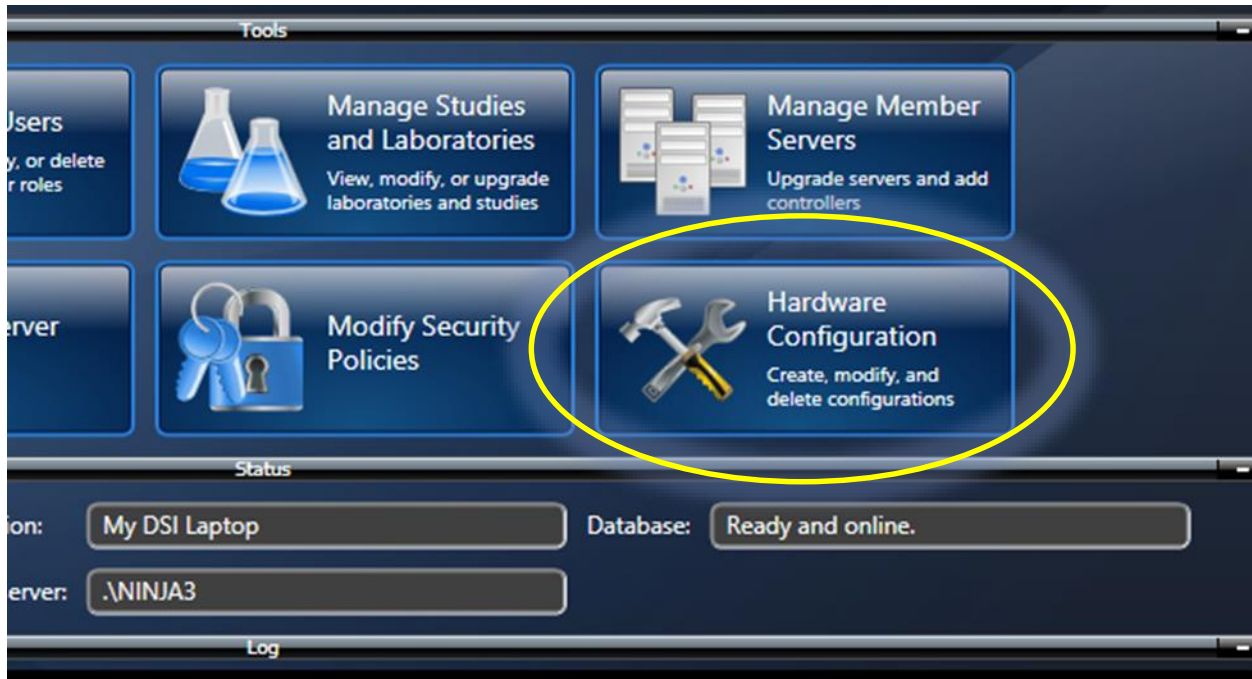 Tools
Users
y, or delete
r roles
Manage Studies
and Laboratories
View, modify, or upgrade
laboratories and studies
Manage Member
Servers
Upgrade servers and add
controllers
erver
Modify Security
Policies
Hardware
Configuration
Create, modify, and
delete configurations
Status
ion: My DSI Laptop Database: Ready and online.
erver: .\NINJA3
Log